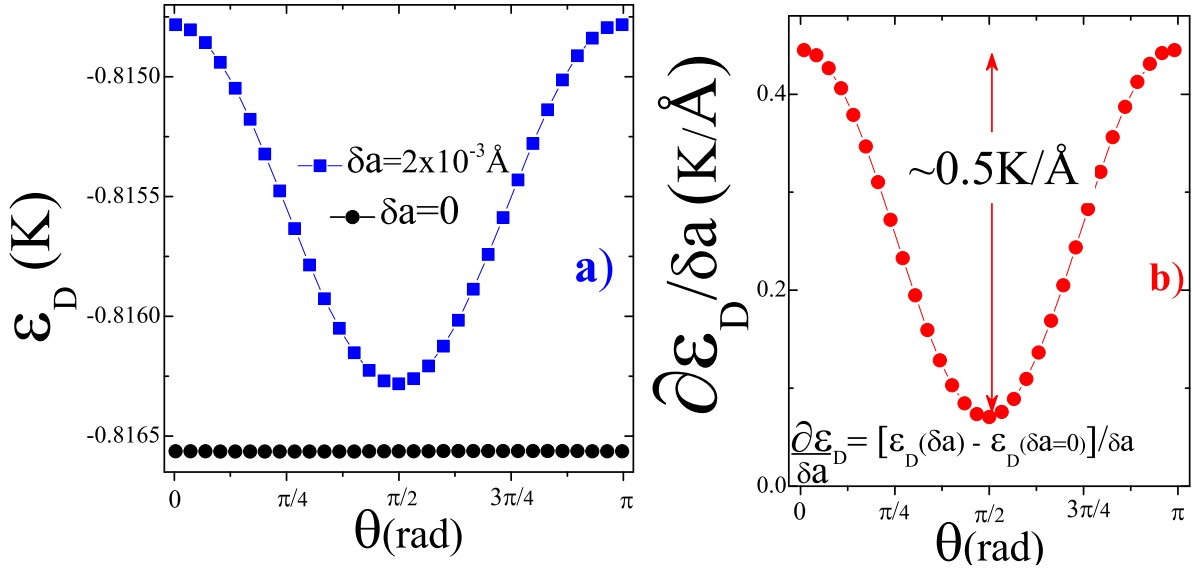 -0.8150
-0.8155
-0.8160
-0.8165
ε_D (K)
δa=2x10⁻³Å
δa=0
a)
0 π/4 π/2 3π/4 π
θ(rad)
∂ε_D/δa (K/Å)
0.4
0.2
0.0
~0.5K/Å
b)
∂ε_D/δa = [ε_D(δa) - ε_D(δa=0)]/δa
0 π/4 π/2 3π/4 π
θ(rad)